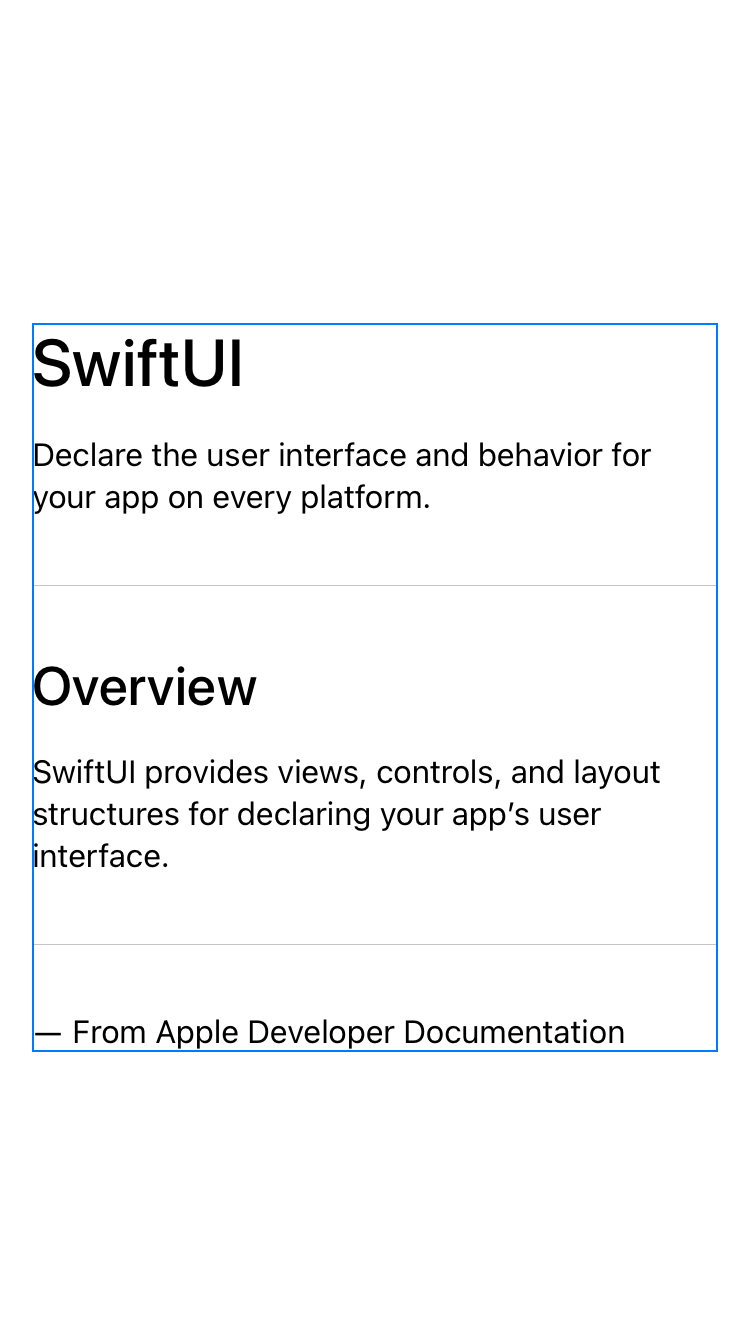 SwiftUI
Declare the user interface and behavior for
your app on every platform.
Overview
SwiftUI provides views, controls, and layout
structures for declaring your app’s user
interface.
— From Apple Developer Documentation